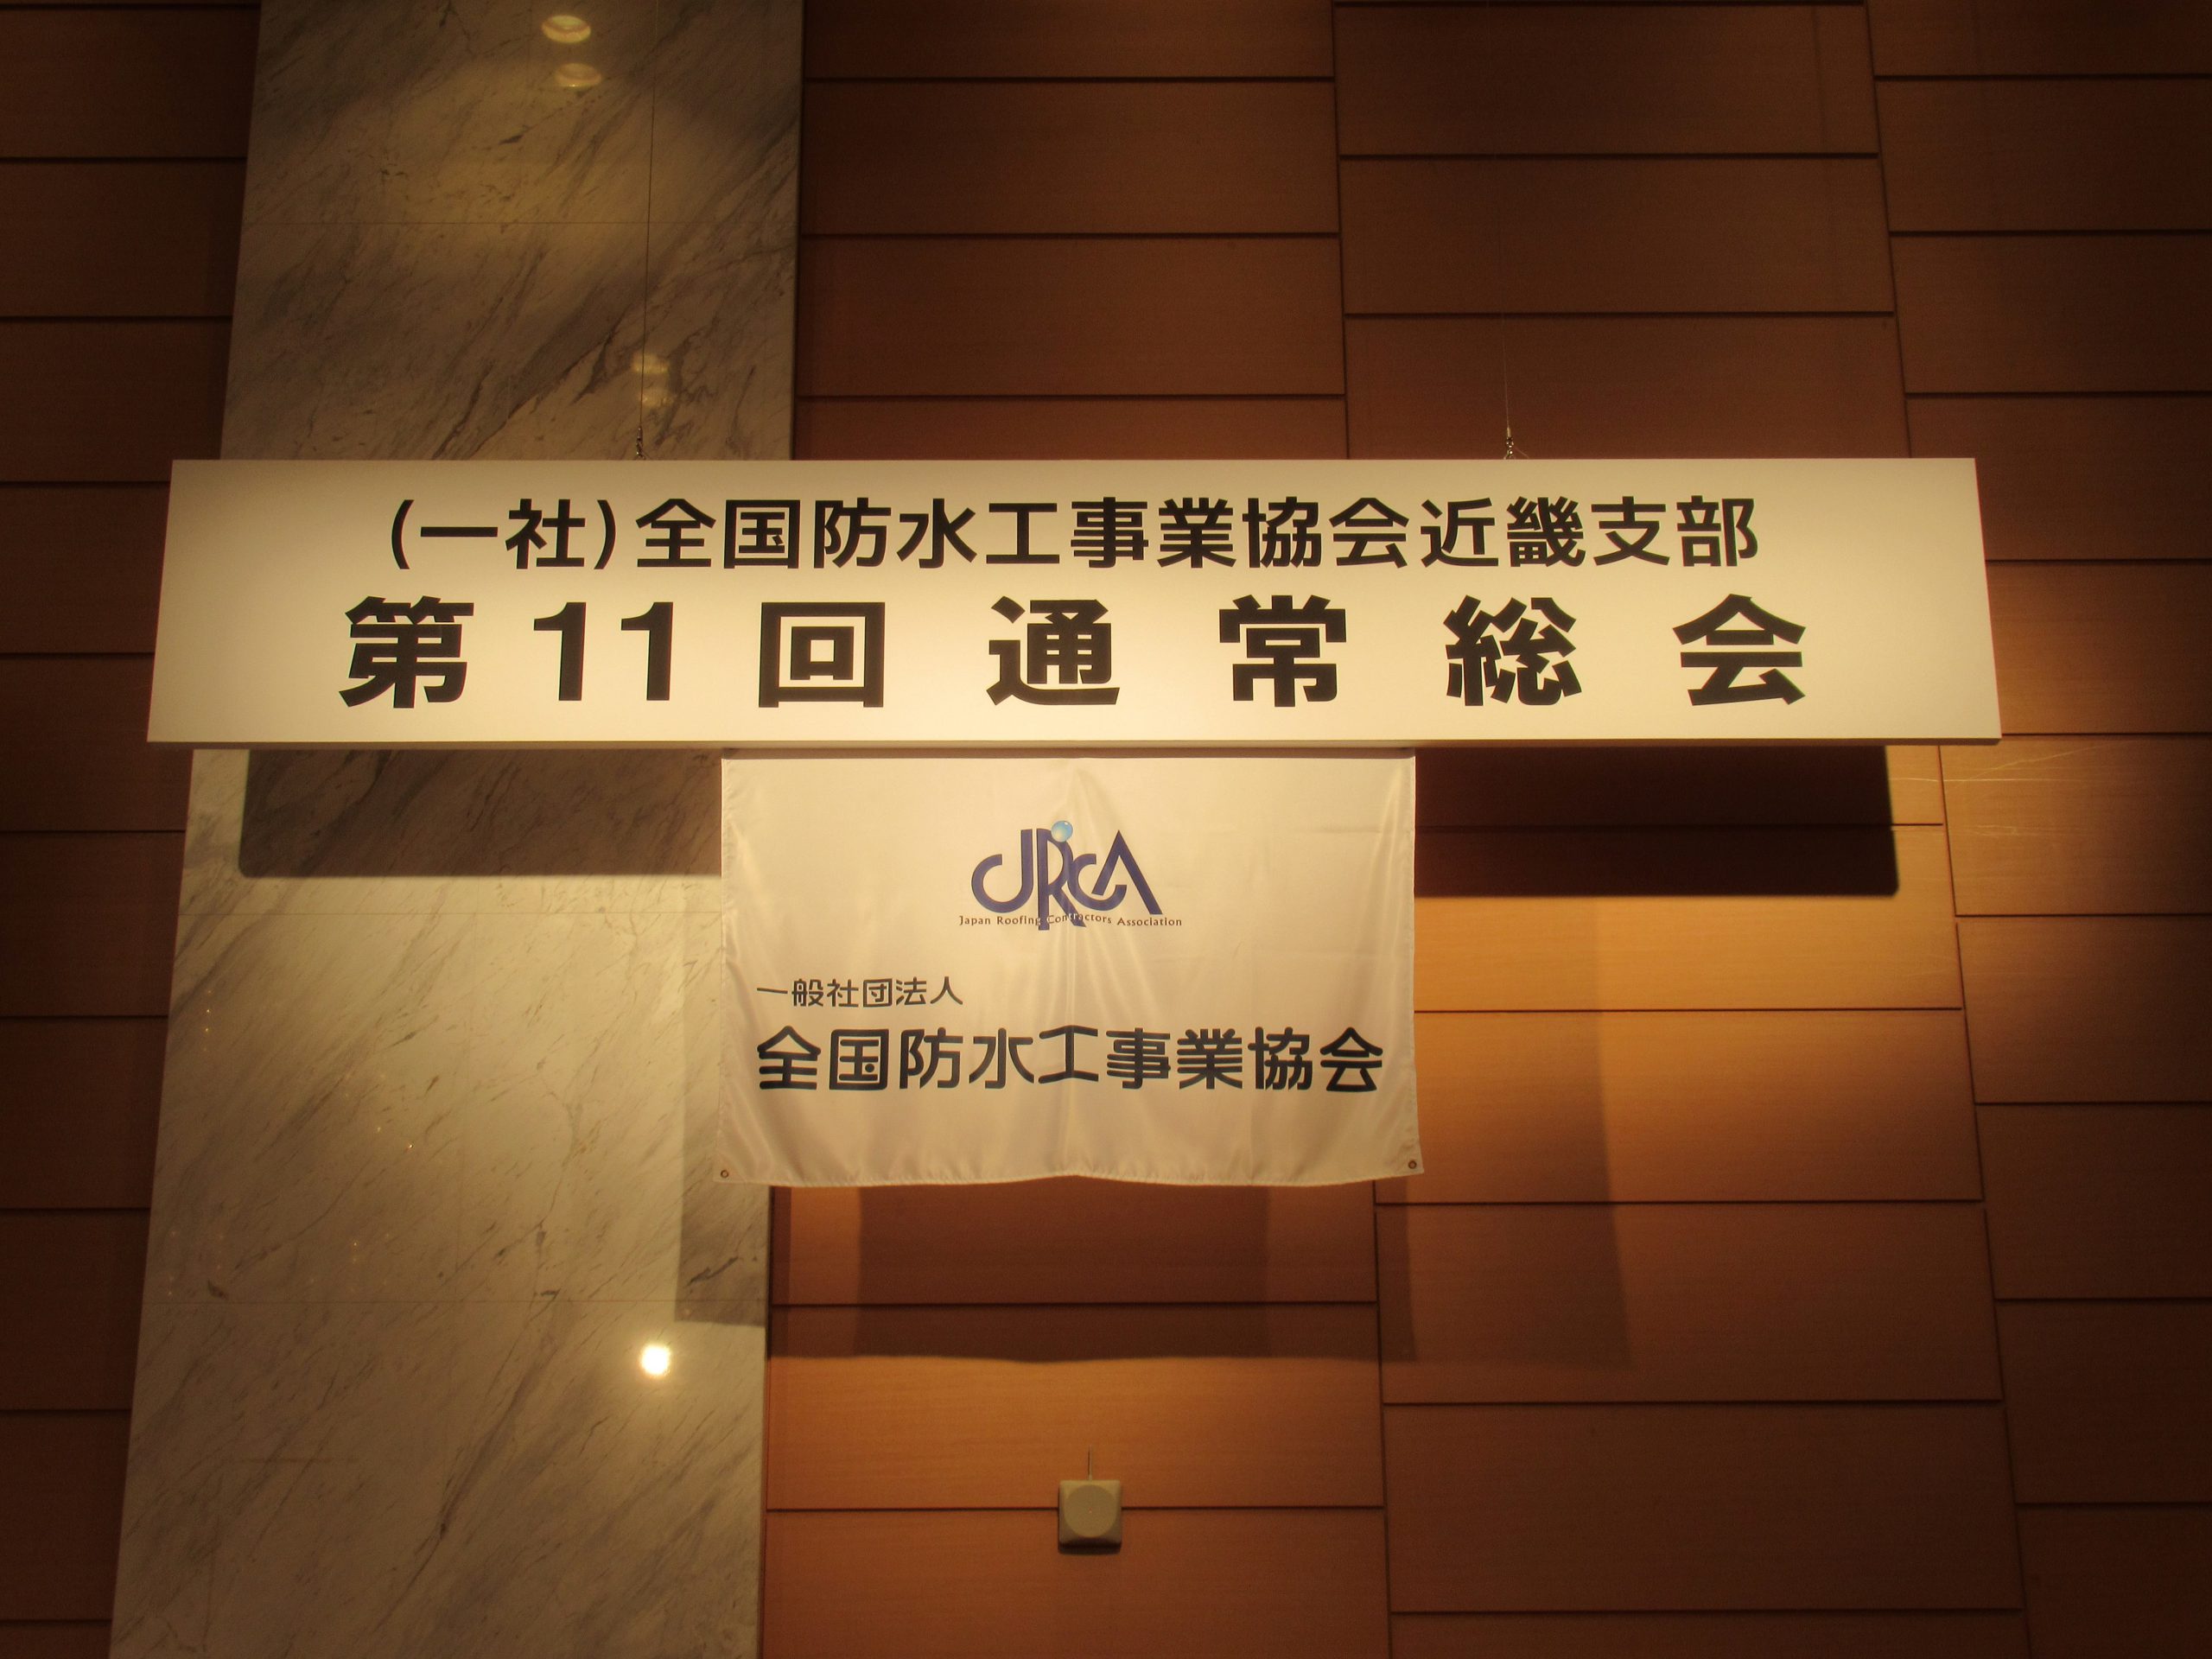 (一社)全国防水工事業協会近畿支部
第11回通常総会
JRCA
Japan Roofing Contractors Association
一般社団法人
全国防水工事業協会